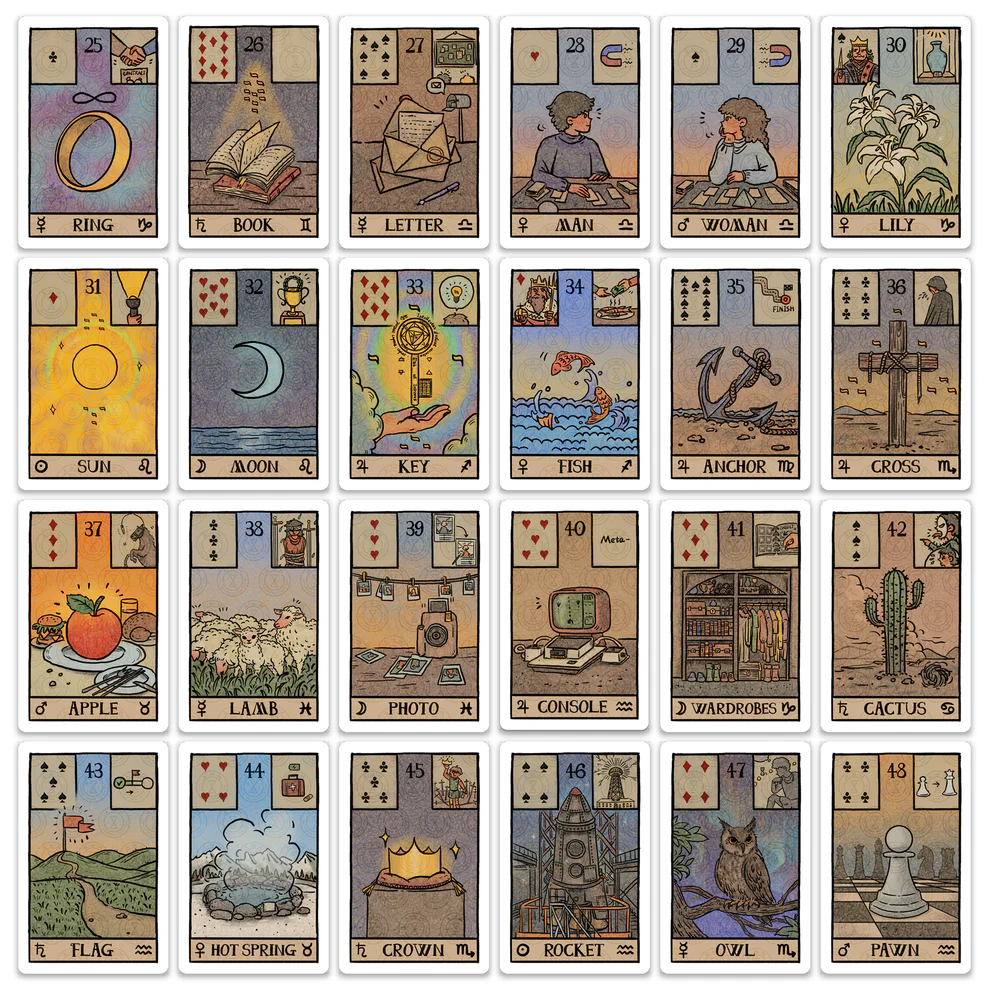 25
CONTRACT
RING
26
BOOK
27
LETTER
28
MAN
29
WOMAN
30
LILY
31
SUN
32
MOON
33
KEY
34
FISH
35
FINISH
ANCHOR
36
CROSS
37
APPLE
38
LAMB
39
PHOTO
40
Meta-
CONSOLE
41
WARDROBES
42
CACTUS
43
FLAG
44
HOT SPRING
45
CROWN
46
ROCKET
47
OWL
48
PAWN